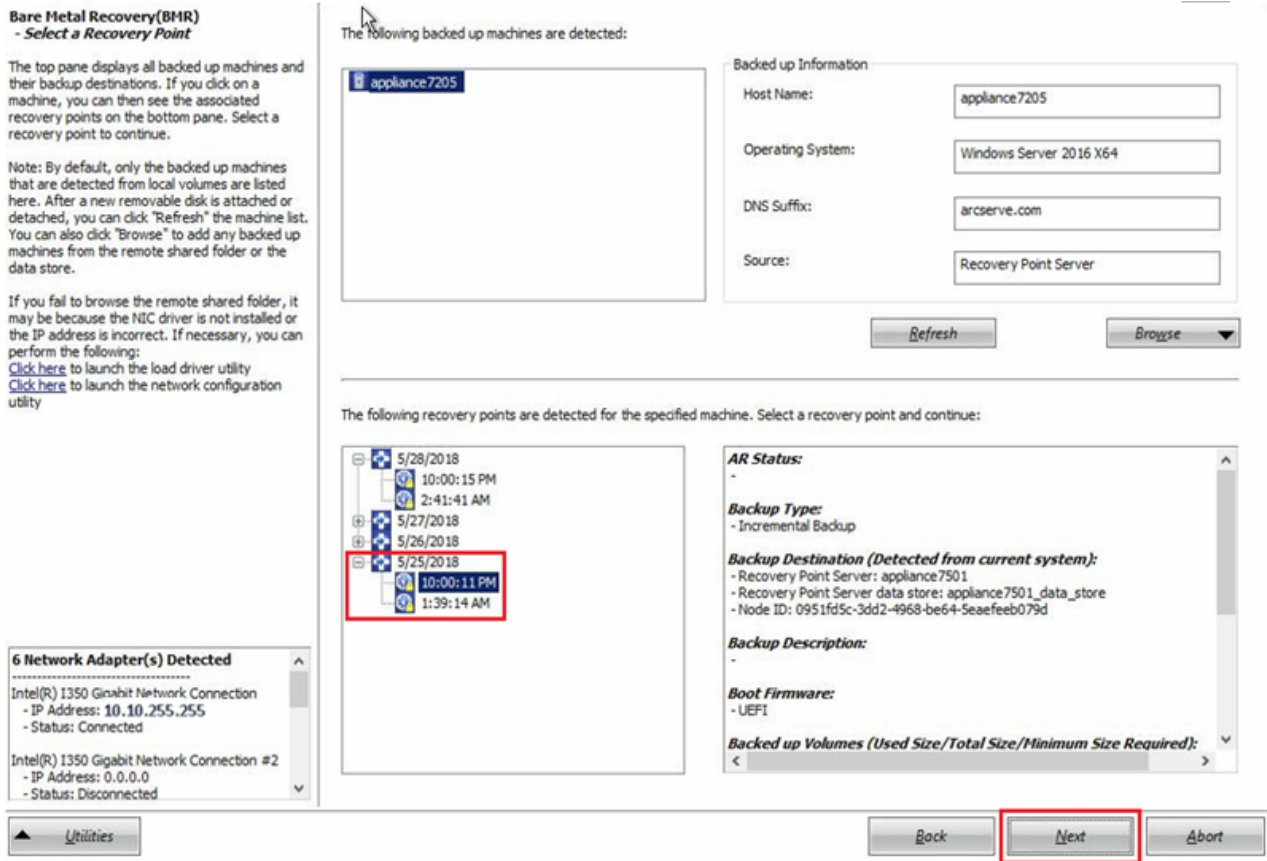 Bare Metal Recovery(BMR)
- Select a Recovery Point
The top pane displays all backed up machines and
their backup destinations. If you click on a
machine, you can then see the associated
recovery points on the bottom pane. Select a
recovery point to continue.
Note: By default, only the backed up machines
that are detected from local volumes are listed
here. After a new removable disk is attached or
detached, you can click "Refresh" the machine list.
You can also click "Browse" to add any backed up
machines from the remote shared folder or the
data store.
If you fail to browse the remote shared folder, it
may be because the NIC driver is not installed or
the IP address is incorrect. If necessary, you can
perform the following:
Click here to launch the load driver utility
Click here to launch the network configuration
utility
6 Network Adapter(s) Detected
------------------------------------
Intel(R) I350 Gigabit Network Connection
- IP Address: 10.10.255.255
- Status: Connected
Intel(R) I350 Gigabit Network Connection #2
- IP Address: 0.0.0.0
- Status: Disconnected
The following backed up machines are detected:
appliance7205
Backed up Information
Host Name: appliance7205
Operating System: Windows Server 2016 X64
DNS Suffix: arcserve.com
Source: Recovery Point Server
Refresh
Browse
The following recovery points are detected for the specified machine. Select a recovery point and continue:
5/28/2018
10:00:15 PM
2:41:41 AM
5/27/2018
5/26/2018
5/25/2018
10:00:11 PM
1:39:14 AM
AR Status:
-
Backup Type:
- Incremental Backup
Backup Destination (Detected from current system):
- Recovery Point Server: appliance7501
- Recovery Point Server data store: appliance7501_data_store
- Node ID: 0951fd5c-3dd2-4968-be64-5eaefeeb079d
Backup Description:
-
Boot Firmware:
- UEFI
Backed up Volumes (Used Size/Total Size/Minimum Size Required):
Utilities
Back
Next
Abort